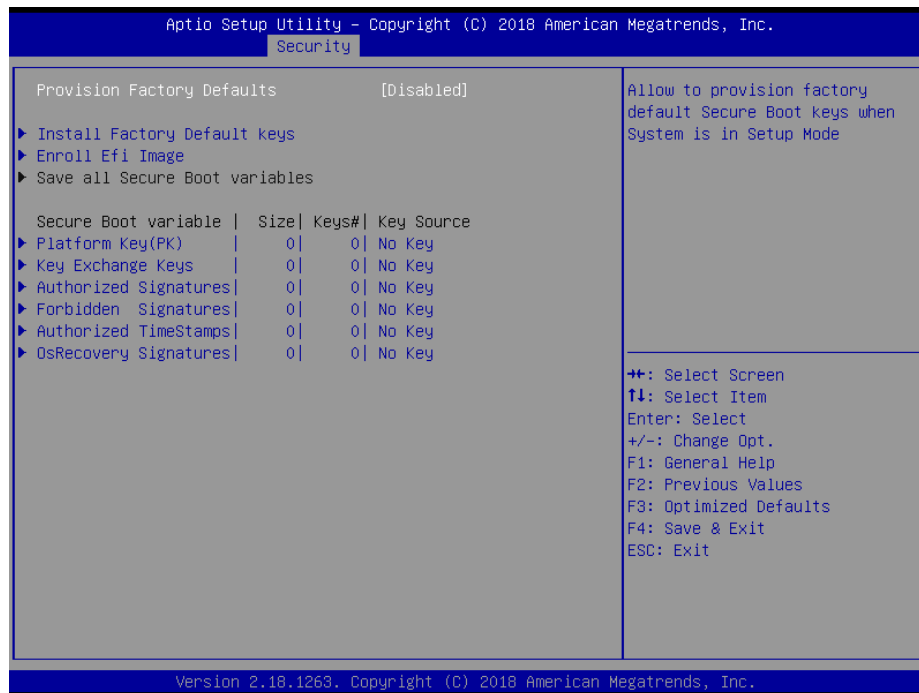 Aptio Setup Utility – Copyright (C) 2018 American Megatrends, Inc.
Security
Provision Factory Defaults [Disabled]
▶ Install Factory Default keys
▶ Enroll Efi Image
▶ Save all Secure Boot variables
Secure Boot variable | Size| Keys#| Key Source
▶ Platform Key(PK) | 0| 0| No Key
▶ Key Exchange Keys | 0| 0| No Key
▶ Authorized Signatures| 0| 0| No Key
▶ Forbidden Signatures| 0| 0| No Key
▶ Authorized TimeStamps| 0| 0| No Key
▶ OsRecovery Signatures| 0| 0| No Key
Allow to provision factory
default Secure Boot keys when
System is in Setup Mode
→←: Select Screen
↑↓: Select Item
Enter: Select
+/-: Change Opt.
F1: General Help
F2: Previous Values
F3: Optimized Defaults
F4: Save & Exit
ESC: Exit
Version 2.18.1263. Copyright (C) 2018 American Megatrends, Inc.